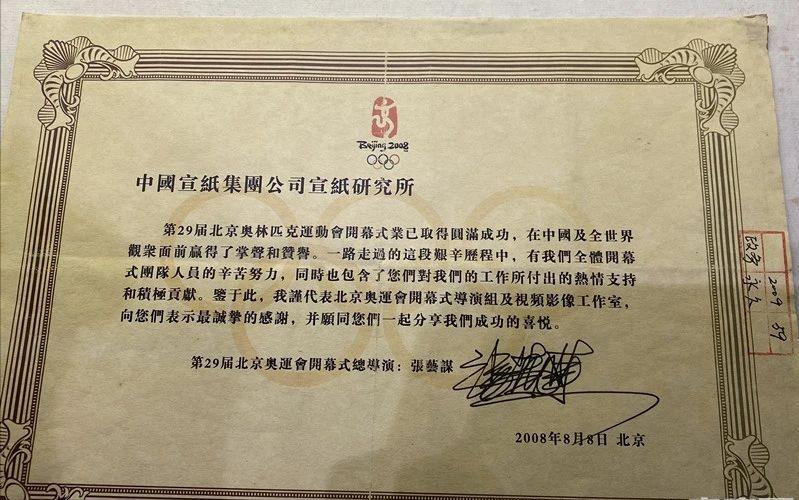 Beijing 2008
中國宣紙集團公司宣紙研究所
第29届北京奥林匹克運動會開幕式業已取得圓滿成功，在中國及全世界
觀衆面前贏得了掌聲和贊譽。一路走過的這段艱辛歷程中，有我們全體開幕
式團隊人員的辛苦努力，同時也包含了您們對我們的工作所付出的熱情支持
和積極貢獻。鑒于此，我謹代表北京奥運會開幕式導演組及視頻影像工作室，
向您們表示最誠摯的感謝，并願同您們一起分享我們成功的喜悦。
第29届北京奥運會開幕式總導演：張藝謀
2008年8月8日 北京
2009 59
永久